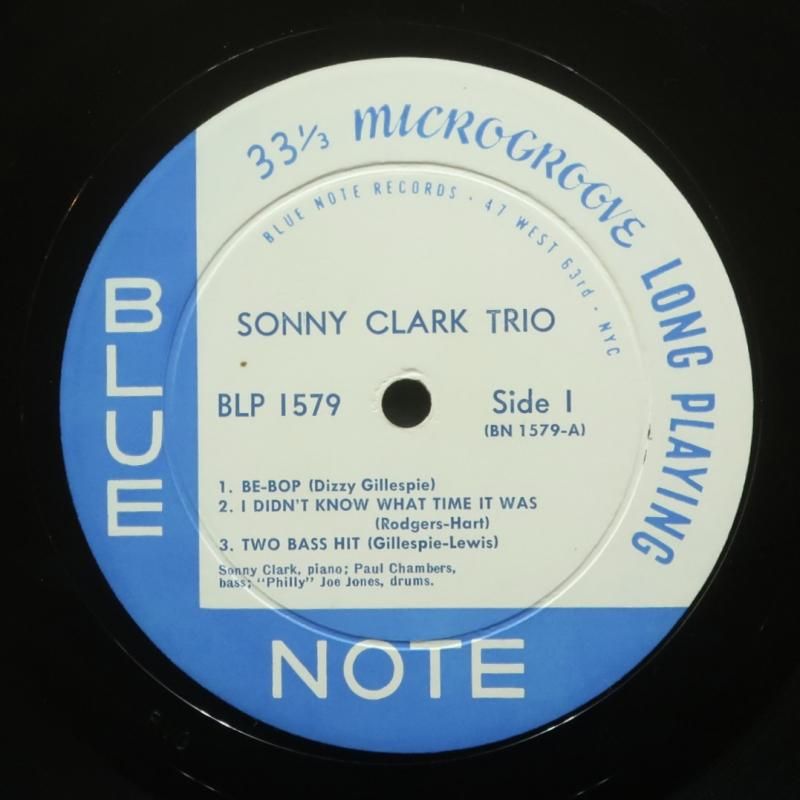 33⅓ MICROGROOVE LONG PLAYING
BLUE NOTE RECORDS · 47 WEST 63rd · NYC
BLUE
SONNY CLARK TRIO
BLP 1579
Side 1
(BN 1579-A)
1. BE-BOP (Dizzy Gillespie)
2. I DIDN'T KNOW WHAT TIME IT WAS
(Rodgers-Hart)
3. TWO BASS HIT (Gillespie-Lewis)
Sonny Clark, piano; Paul Chambers,
bass; "Philly" Joe Jones, drums.
NOTE